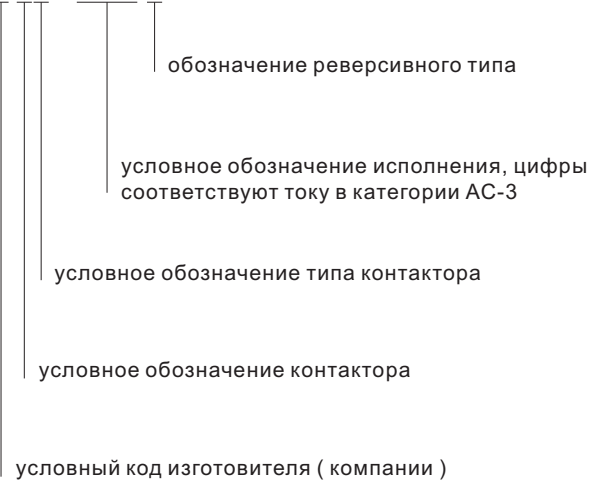 обозначение реверсивного типа
условное обозначение исполнения, цифры
соответствуют току в категории АС-3
условное обозначение типа контактора
условное обозначение контактора
условный код изготовителя ( компании )